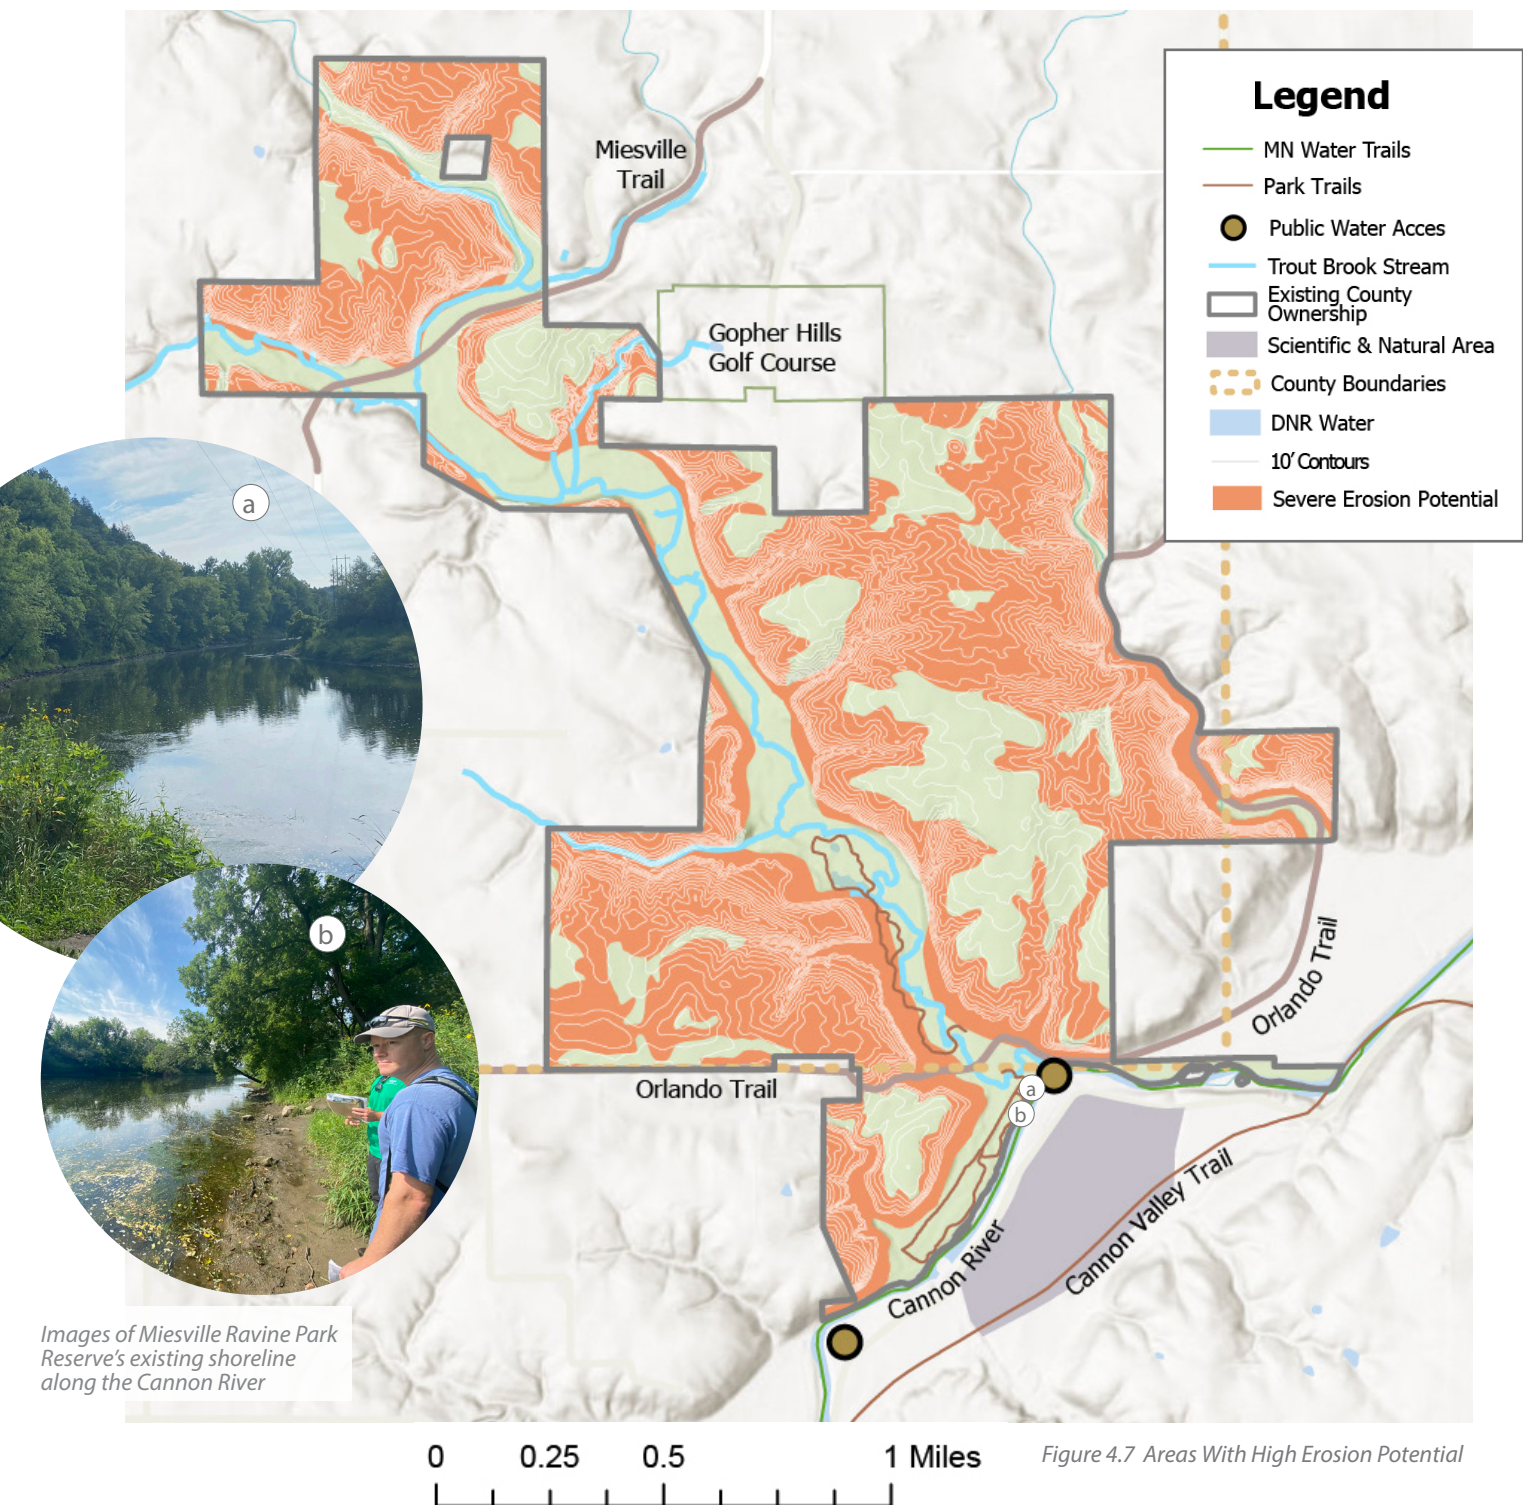 Legend
MN Water Trails
Park Trails
Public Water Acces
Trout Brook Stream
Existing County
Ownership
Scientific & Natural Area
County Boundaries
DNR Water
10' Contours
Severe Erosion Potential
Miesville
Trail
Gopher Hills
Golf Course
a
b
Orlando Trail
Orlando Trail
a
b
Cannon River
Cannon Valley Trail
Images of Miesville Ravine Park
Reserve's existing shoreline
along the Cannon River
0 0.25 0.5 1 Miles
Figure 4.7 Areas With High Erosion Potential